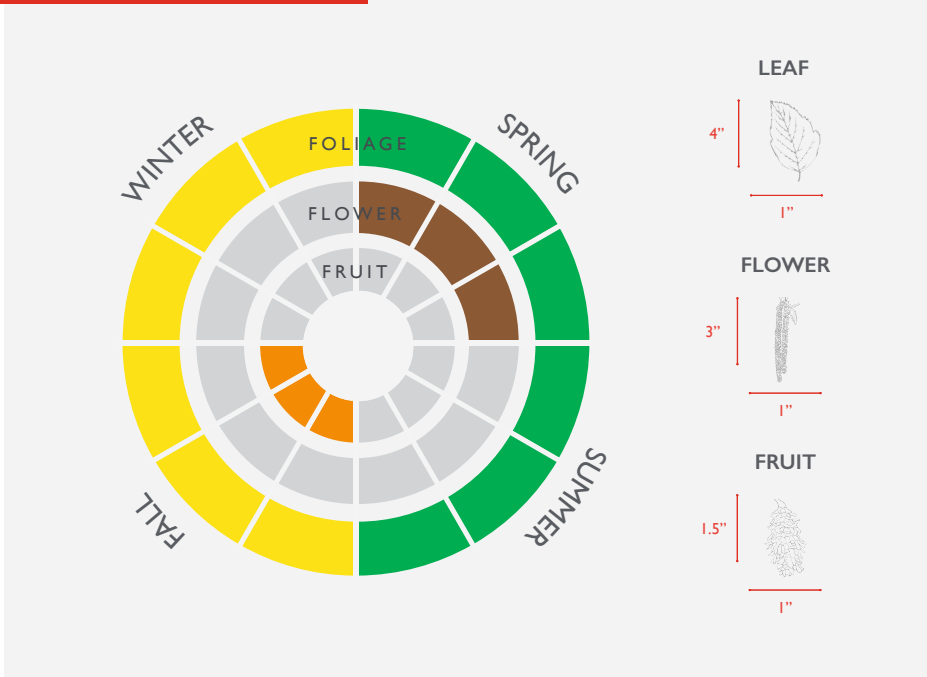 WINTER
SPRING
FOLIAGE
FLOWER
FRUIT
FALL
SUMMER
LEAF
4”
1”
FLOWER
3”
1”
FRUIT
1.5”
1”